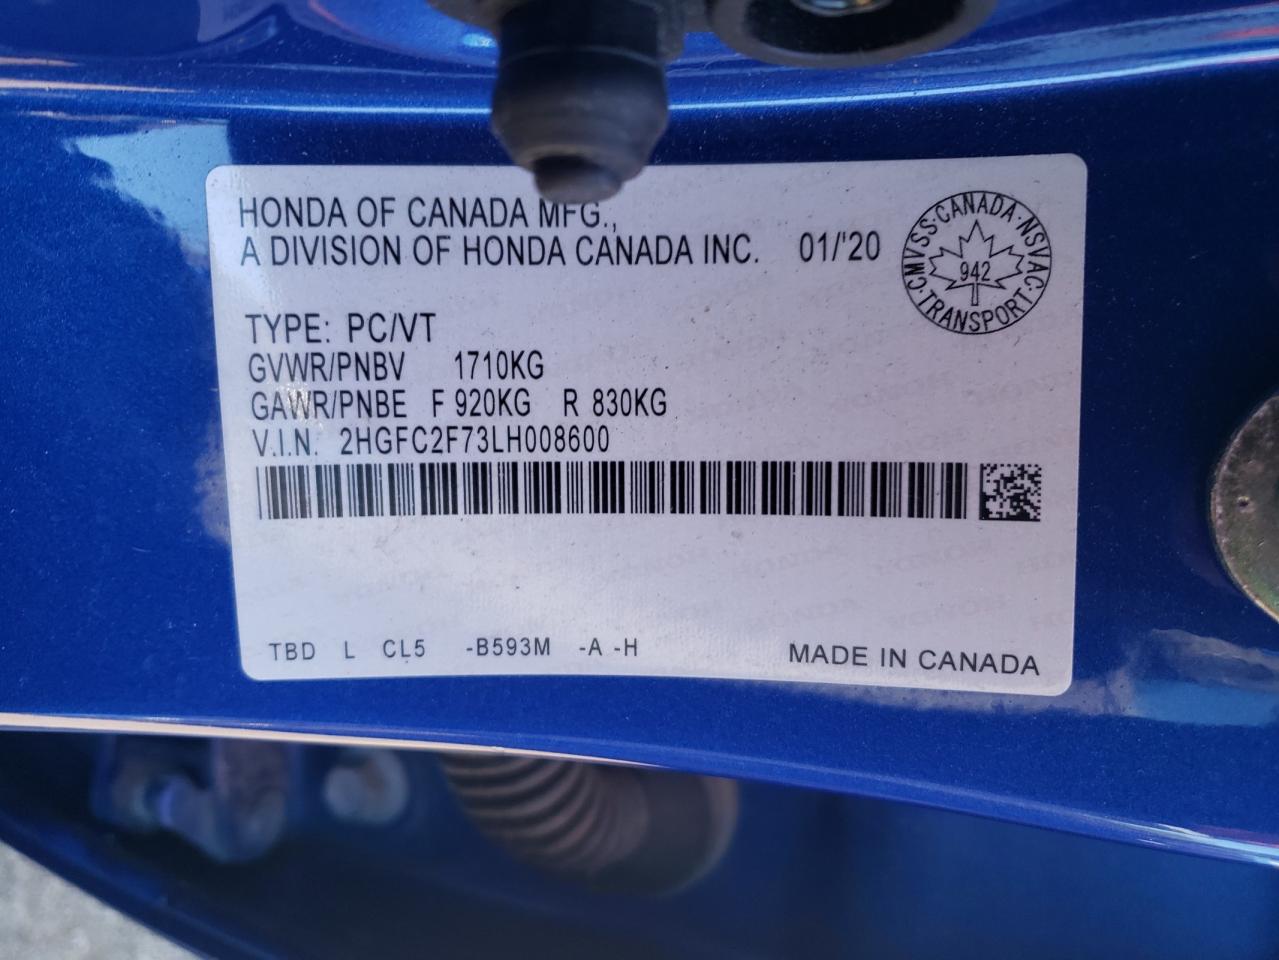 HONDA OF CANADA MFG.,
A DIVISION OF HONDA CANADA INC. 01/'20
CMVSS·CANADA·NSVAC·TRANSPORT
942
TYPE: PC/VT
GVWR/PNBV 1710KG
GAWR/PNBE F 920KG R 830KG
V.I.N. 2HGFC2F73LH008600
TBD L CL5 -B593M -A -H
MADE IN CANADA